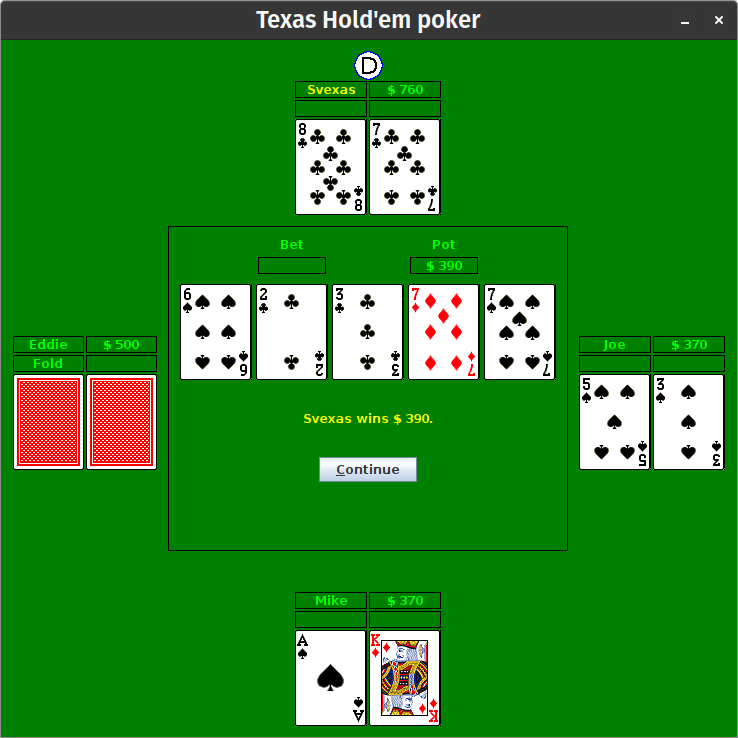 Texas Hold'em poker
D
Svexas $ 760
8 7
8 7
Bet Pot
$ 390
6 2 3 7 7
6 2 3 7 7
Eddie $ 500
Fold
Joe $ 370
5 3
5 3
Svexas wins $ 390.
Continue
Mike $ 370
A K
A K